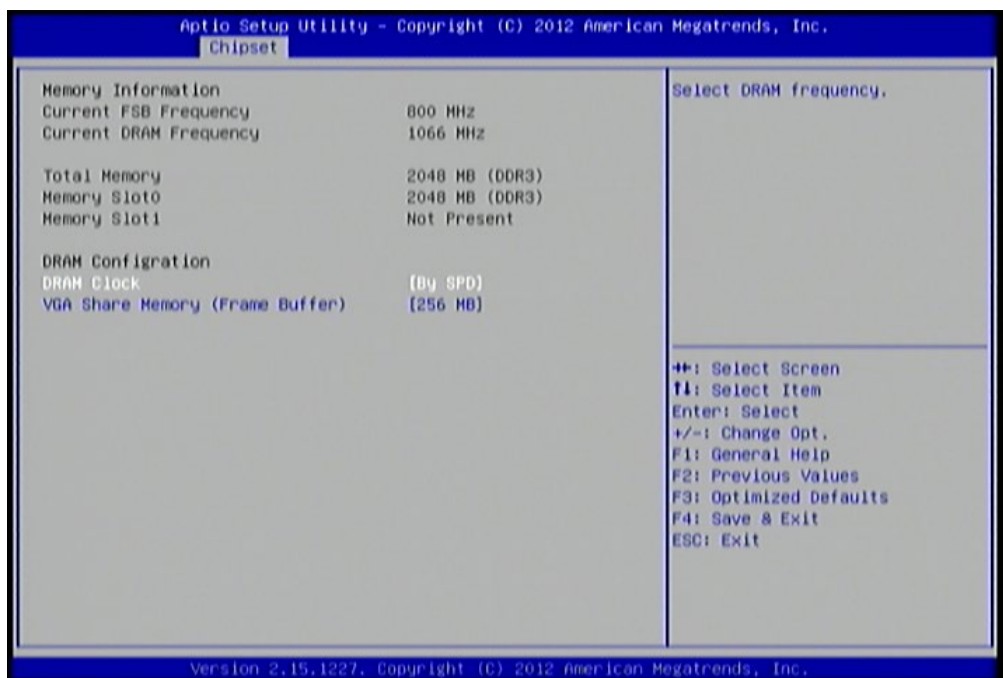 Aptio Setup Utility - Copyright (C) 2012 American Megatrends, Inc.
Chipset
Memory Information
Current FSB Frequency 800 MHz
Current DRAM Frequency 1066 MHz
Total Memory 2048 MB (DDR3)
Memory Slot0 2048 MB (DDR3)
Memory Slot1 Not Present
DRAM Configration
DRAM Clock [By SPD]
VGA Share Memory (Frame Buffer) [256 MB]
Select DRAM frequency.
→←: Select Screen
↑↓: Select Item
Enter: Select
+/-: Change Opt.
F1: General Help
F2: Previous Values
F3: Optimized Defaults
F4: Save & Exit
ESC: Exit
Version 2.15.1227. Copyright (C) 2012 American Megatrends, Inc.